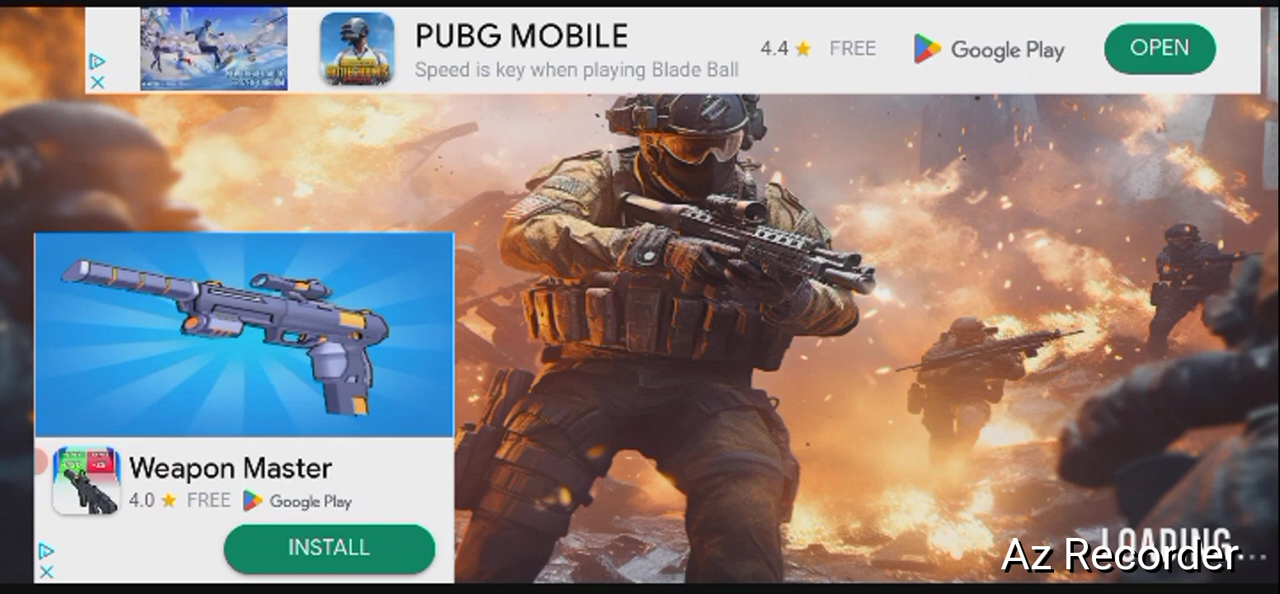 PUBG MOBILE
Speed is key when playing Blade Ball
4.4 ★ FREE
Google Play
OPEN
Weapon Master
4.0 ★ FREE Google Play
INSTALL
LOADING...
Az Recorder